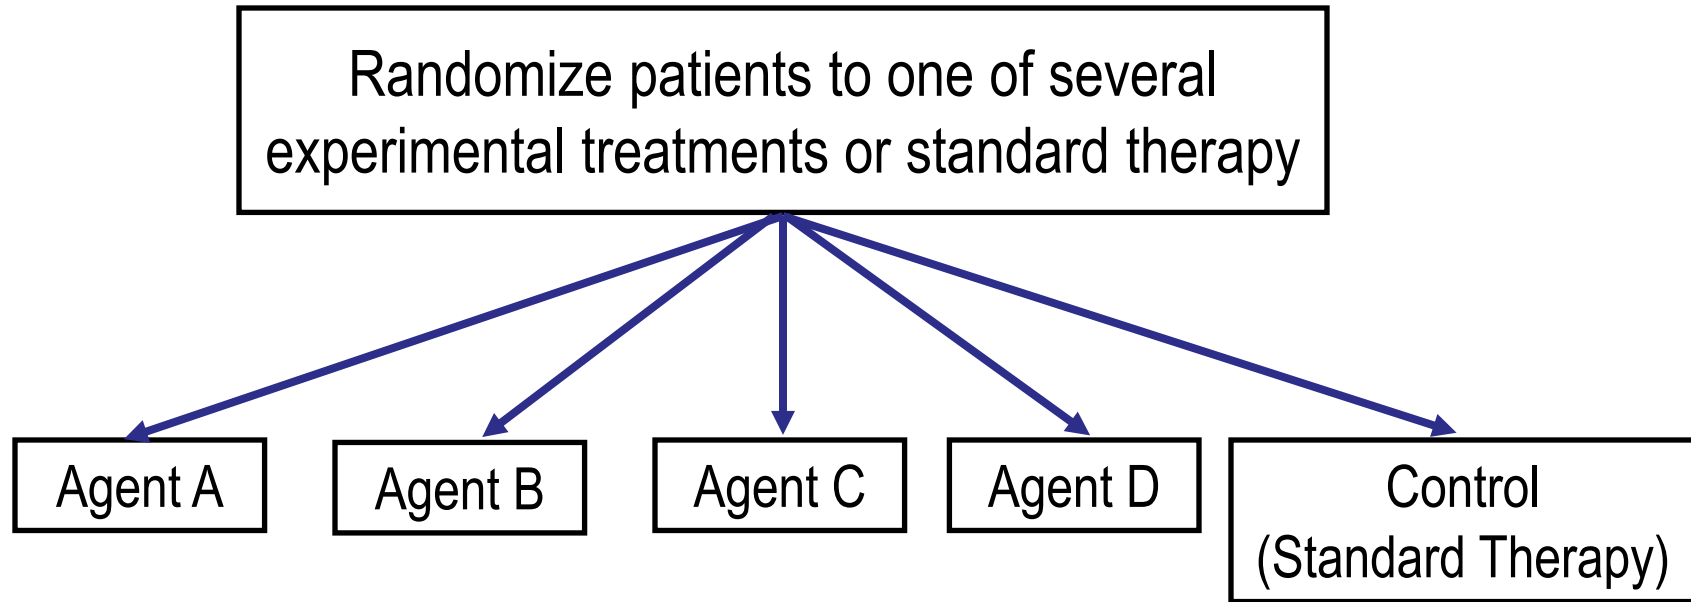 Randomize patients to one of several
experimental treatments or standard therapy
Agent A
Agent B
Agent C
Agent D
Control
(Standard Therapy)